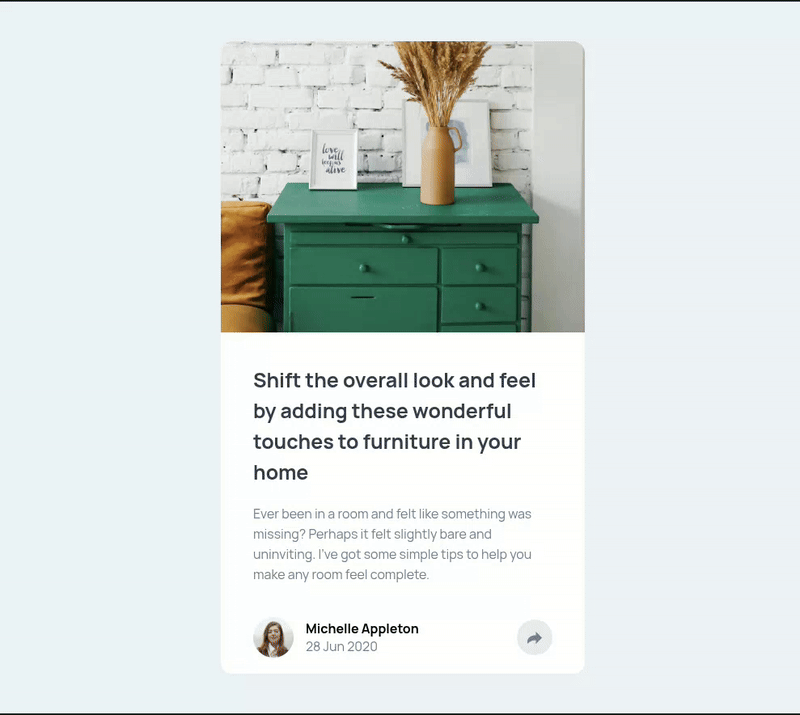 love
will
keep us
alive
Shift the overall look and feel
by adding these wonderful
touches to furniture in your
home
Ever been in a room and felt like something was
missing? Perhaps it felt slightly bare and
uninviting. I've got some simple tips to help you
make any room feel complete.
Michelle Appleton
28 Jun 2020